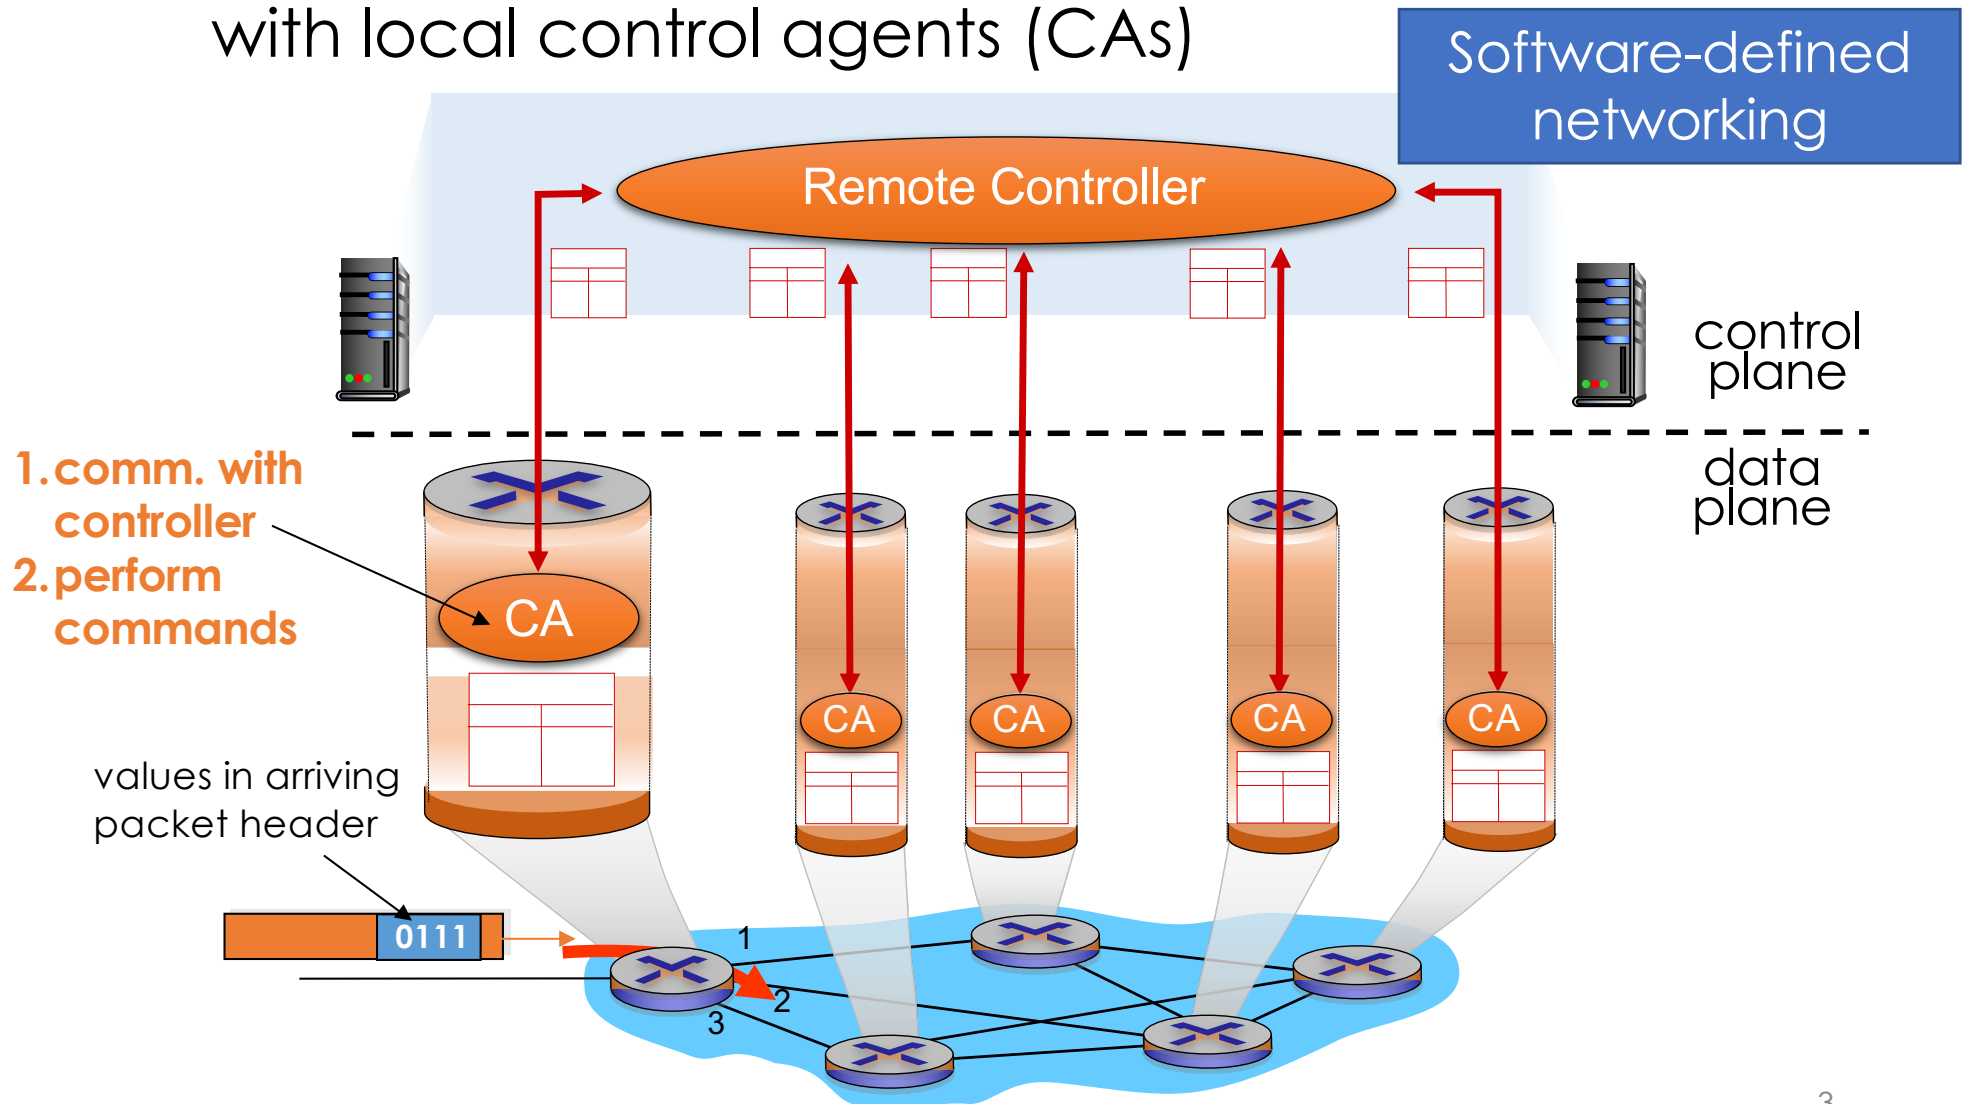 with local control agents (CAs)
Software-defined
networking
Remote Controller
control
plane
data
plane
1. comm. with
controller
2. perform
commands
CA
CA
CA
CA
CA
values in arriving
packet header
0111
1
2
3
3